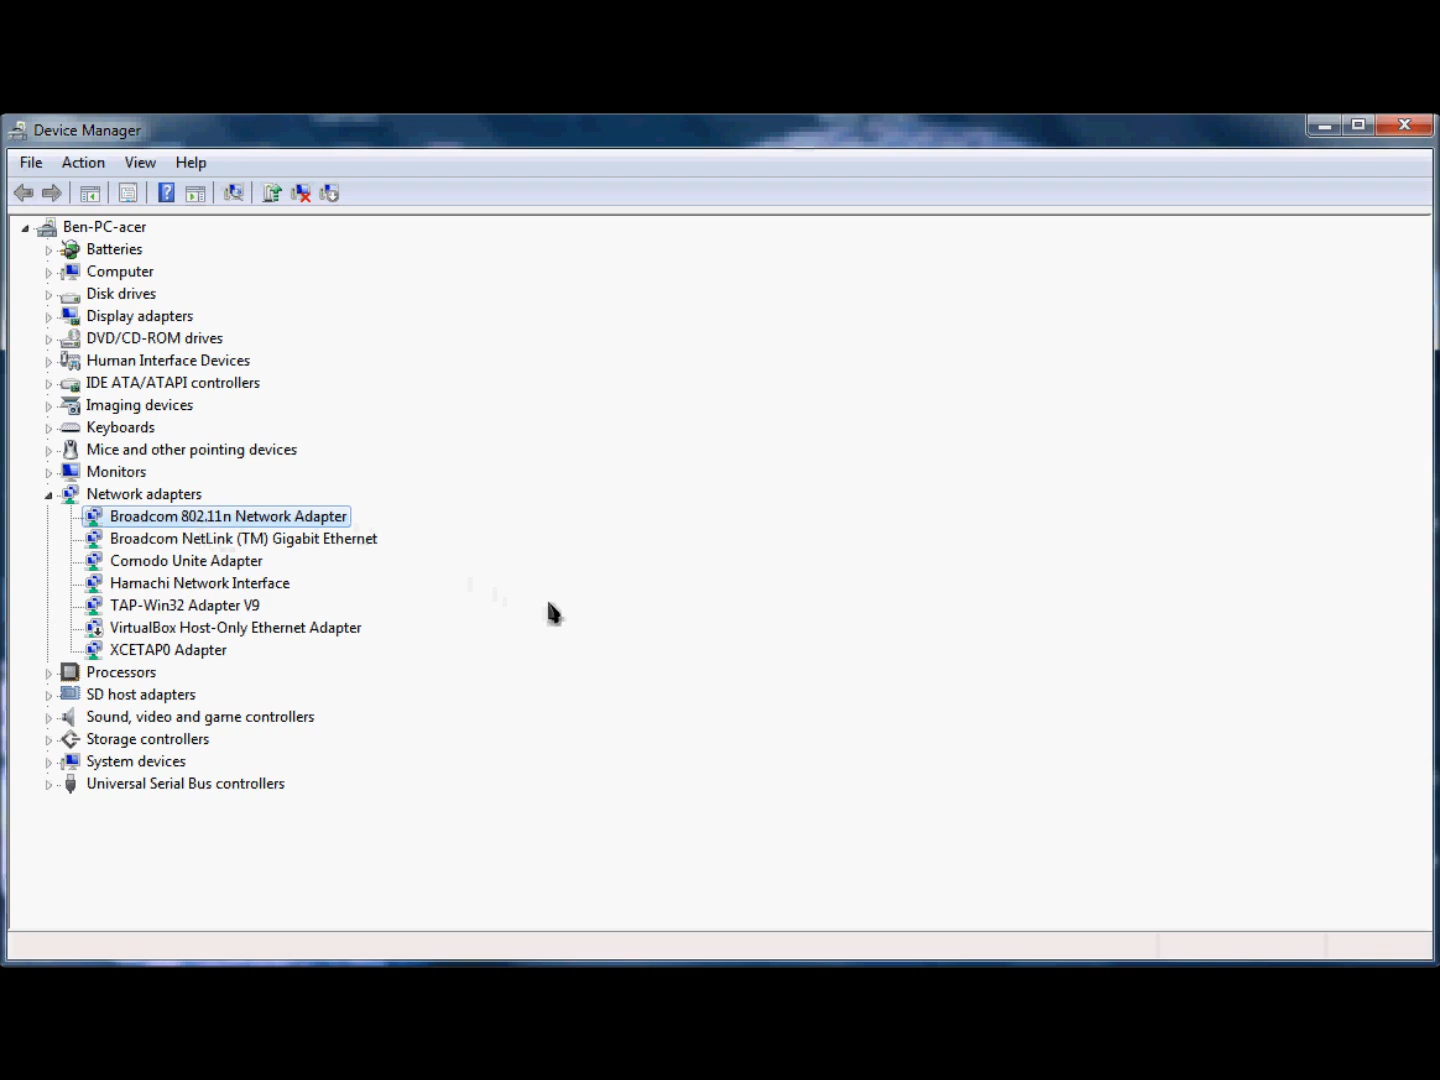 Device Manager
File Action View Help
Ben-PC-acer
Batteries
Computer
Disk drives
Display adapters
DVD/CD-ROM drives
Human Interface Devices
IDE ATA/ATAPI controllers
Imaging devices
Keyboards
Mice and other pointing devices
Monitors
Network adapters
Broadcom 802.11n Network Adapter
Broadcom NetLink (TM) Gigabit Ethernet
Comodo Unite Adapter
Hamachi Network Interface
TAP-Win32 Adapter V9
VirtualBox Host-Only Ethernet Adapter
XCETAP0 Adapter
Processors
SD host adapters
Sound, video and game controllers
Storage controllers
System devices
Universal Serial Bus controllers